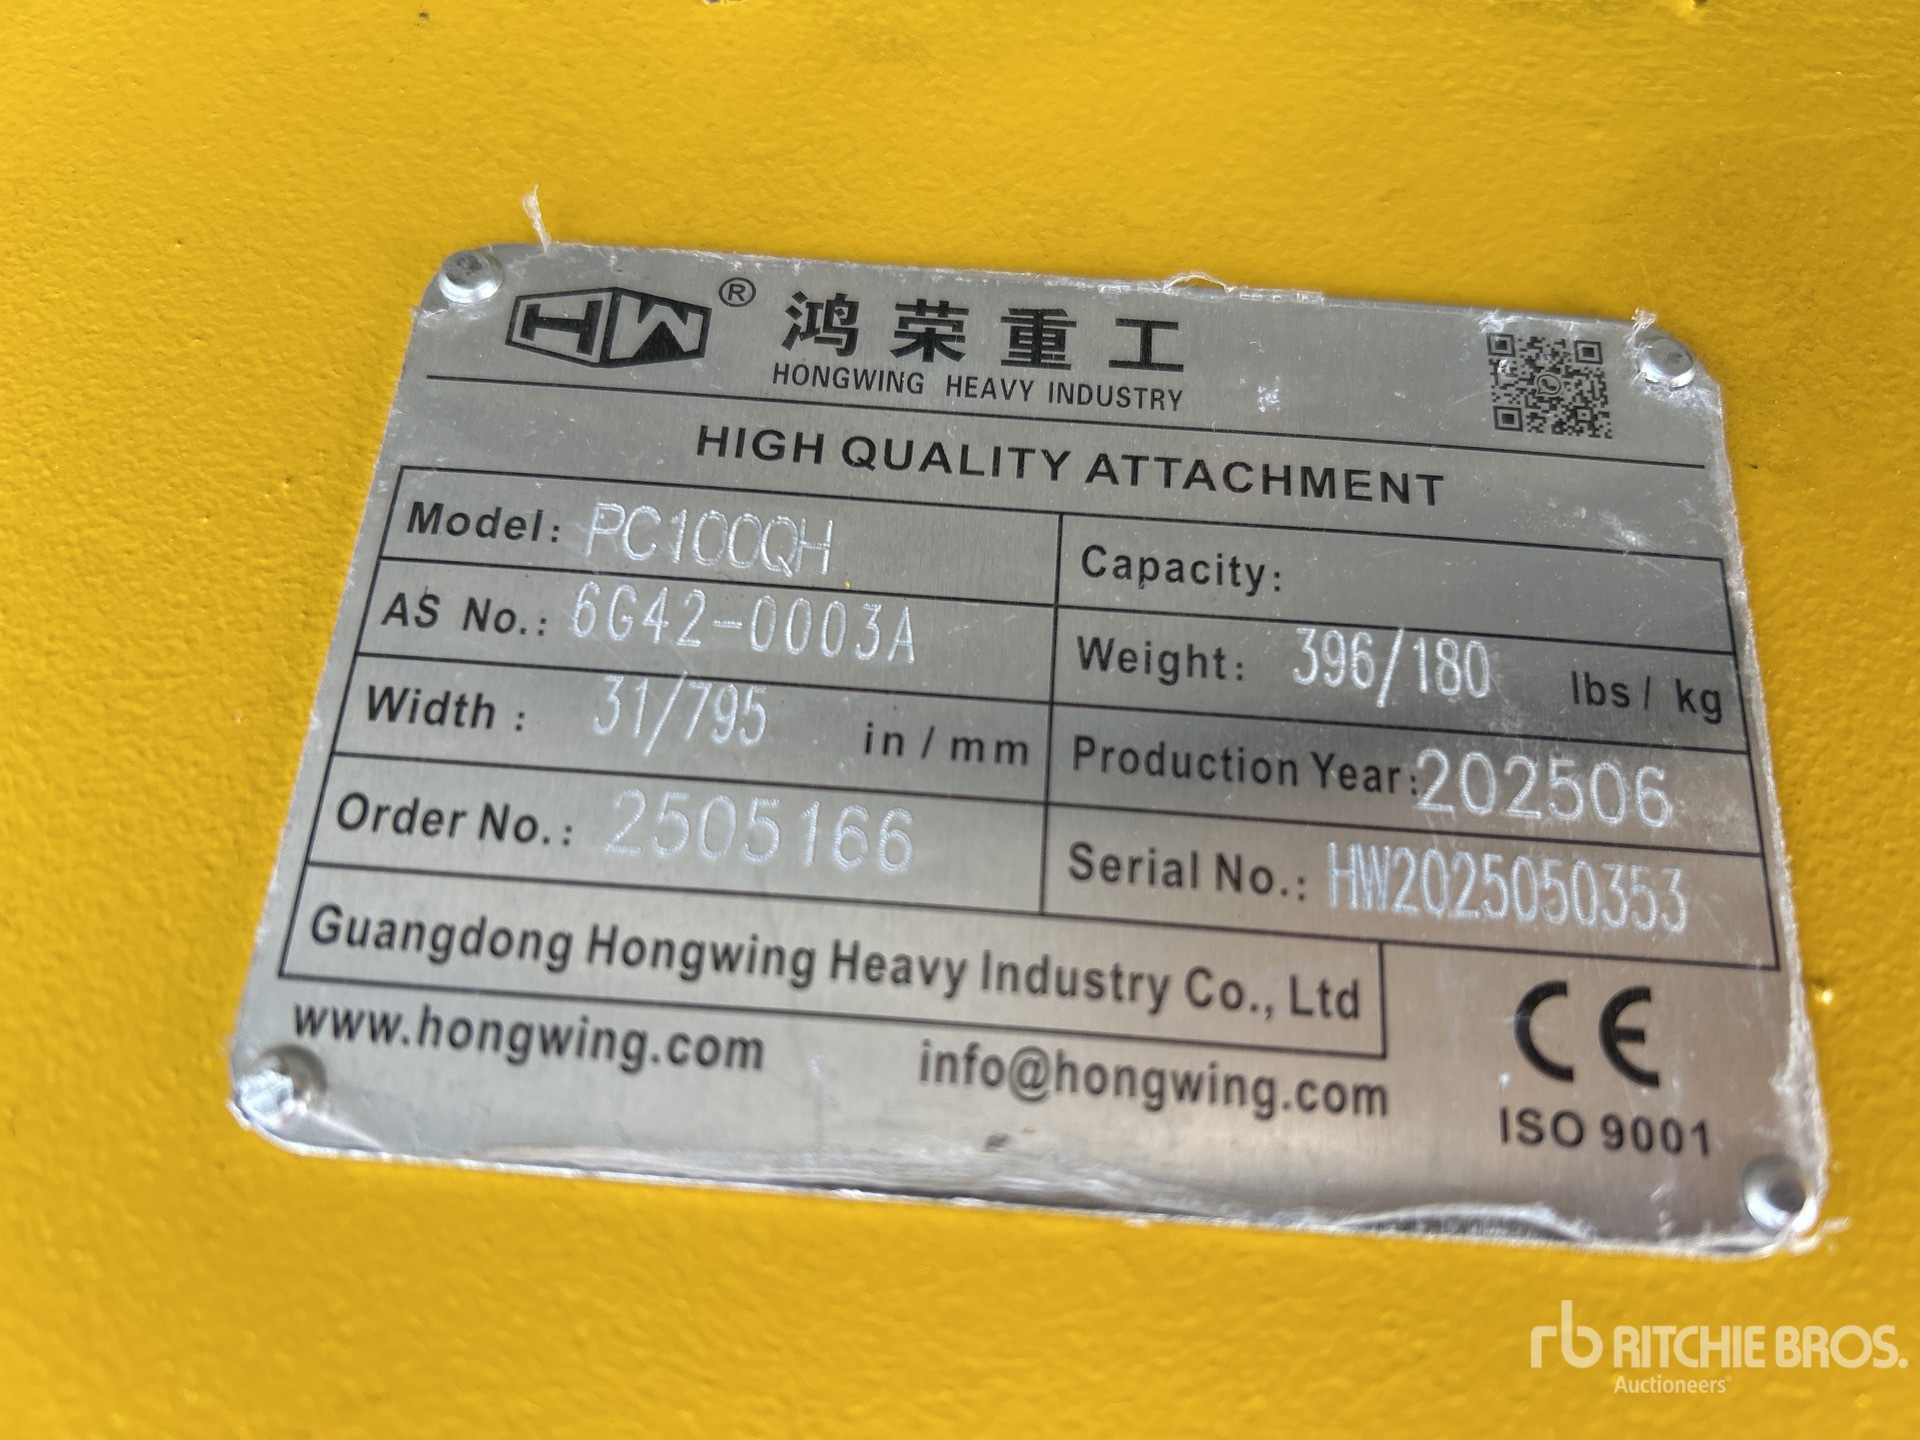 HW® 鸿荣重工
HONGWING HEAVY INDUSTRY
HIGH QUALITY ATTACHMENT
Model: PC100QH
Capacity:
AS No.: 6G42-0003A
Weight: 396/180 lbs/ kg
Width : 31/795 in / mm
Production Year: 202506
Order No.: 2505166
Serial No.: HW2025050353
Guangdong Hongwing Heavy Industry Co., Ltd
www.hongwing.com
info@hongwing.com
CE
ISO 9001
rb RITCHIE BROS.
Auctioneers